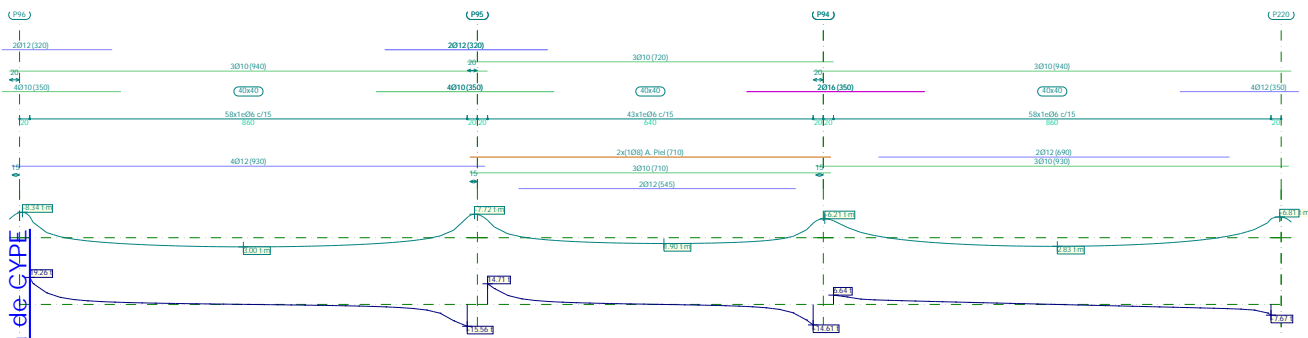 P96 P95 P94 P220
2Ø12(320) 2Ø12(320)
3Ø10(720)
20 3Ø10(940) 20 20 3Ø10(940)
4Ø10(350) 40x40 4Ø10(350) 40x40 2Ø16(350) 40x40 4Ø12(350)
58x1eØ6 c/15 43x1eØ6 c/15 58x1eØ6 c/15
20 860 20 20 640 20 20 860 20
2x(1Ø8) A. Piel (710) 2Ø12(690)
15 4Ø12(930) 3Ø10(930)
15 3Ø10(710) 15
2Ø12(545)
-8.34 t·m -7.72 t·m -6.21 t·m -6.81 t·m
3.00 t·m 1.90 t·m 2.83 t·m
19.26 t 14.71 t 6.64 t
-15.56 t -14.61 t -7.67 t
de CYPE